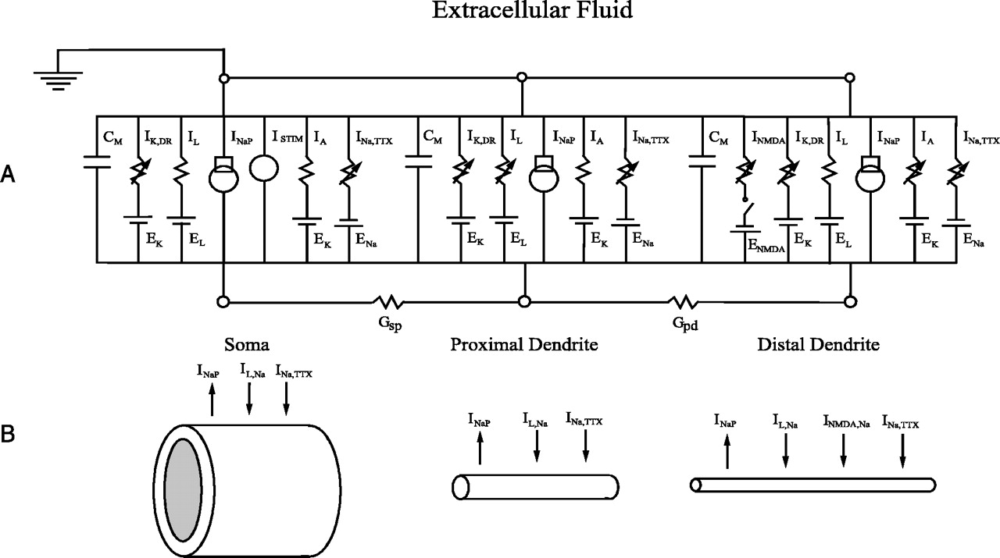 Extracellular Fluid
A
C_M I_K,DR I_L I_NaP I_STIM I_A I_Na,TTX C_M I_K,DR I_L I_NaP I_A I_Na,TTX C_M I_NMDA I_K,DR I_L I_NaP I_A I_Na,TTX
E_K E_L E_K E_Na E_K E_L E_K E_Na E_NMDA E_K E_L E_K E_Na
G_sp G_pd
Soma Proximal Dendrite Distal Dendrite
B
I_NaP I_L,Na I_Na,TTX
I_NaP I_L,Na I_Na,TTX
I_NaP I_L,Na I_NMDA,Na I_Na,TTX